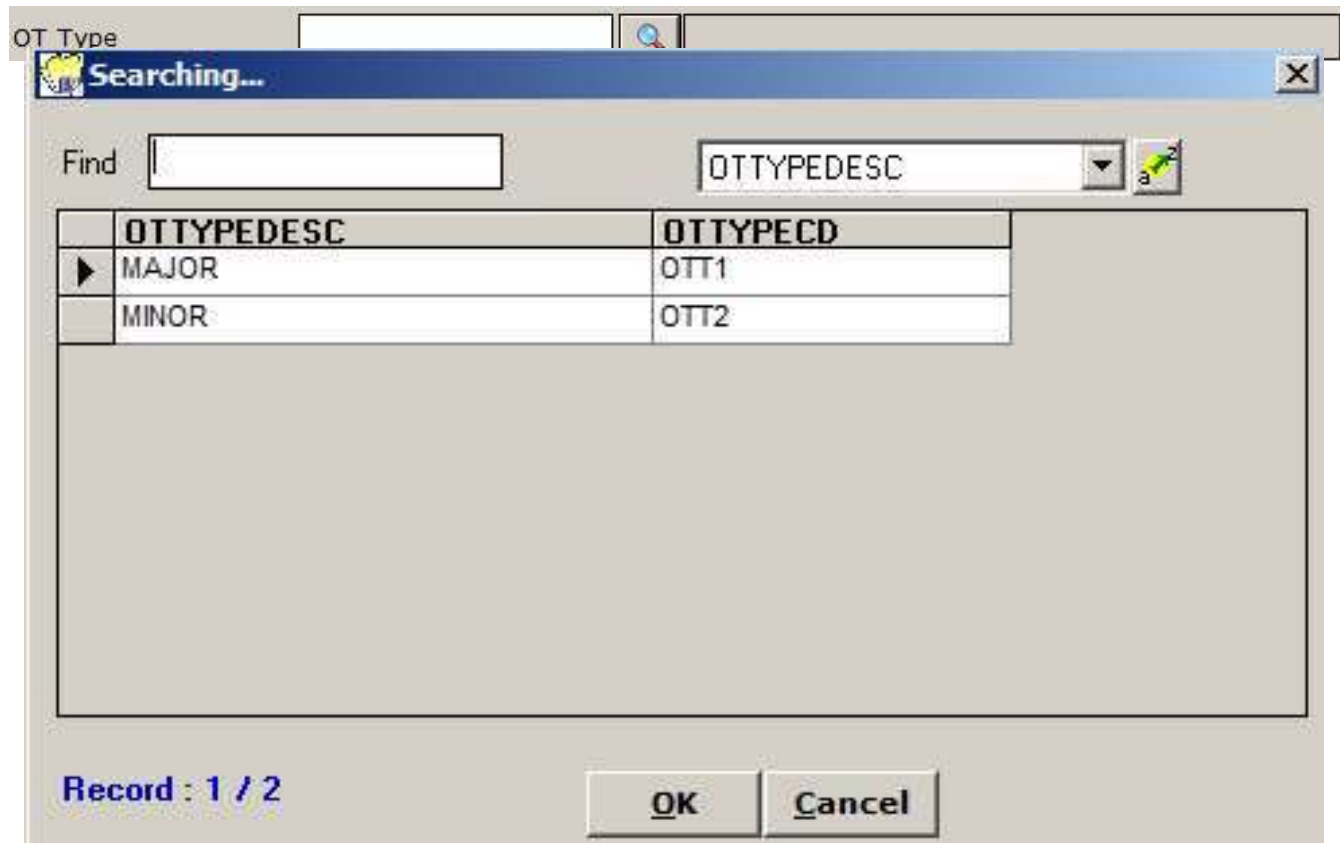 OT Type
Searching...
Find OTTYPEDESC
OTTYPEDESC OTTYPECD
MAJOR OTT1
MINOR OTT2
Record : 1 / 2 OK Cancel